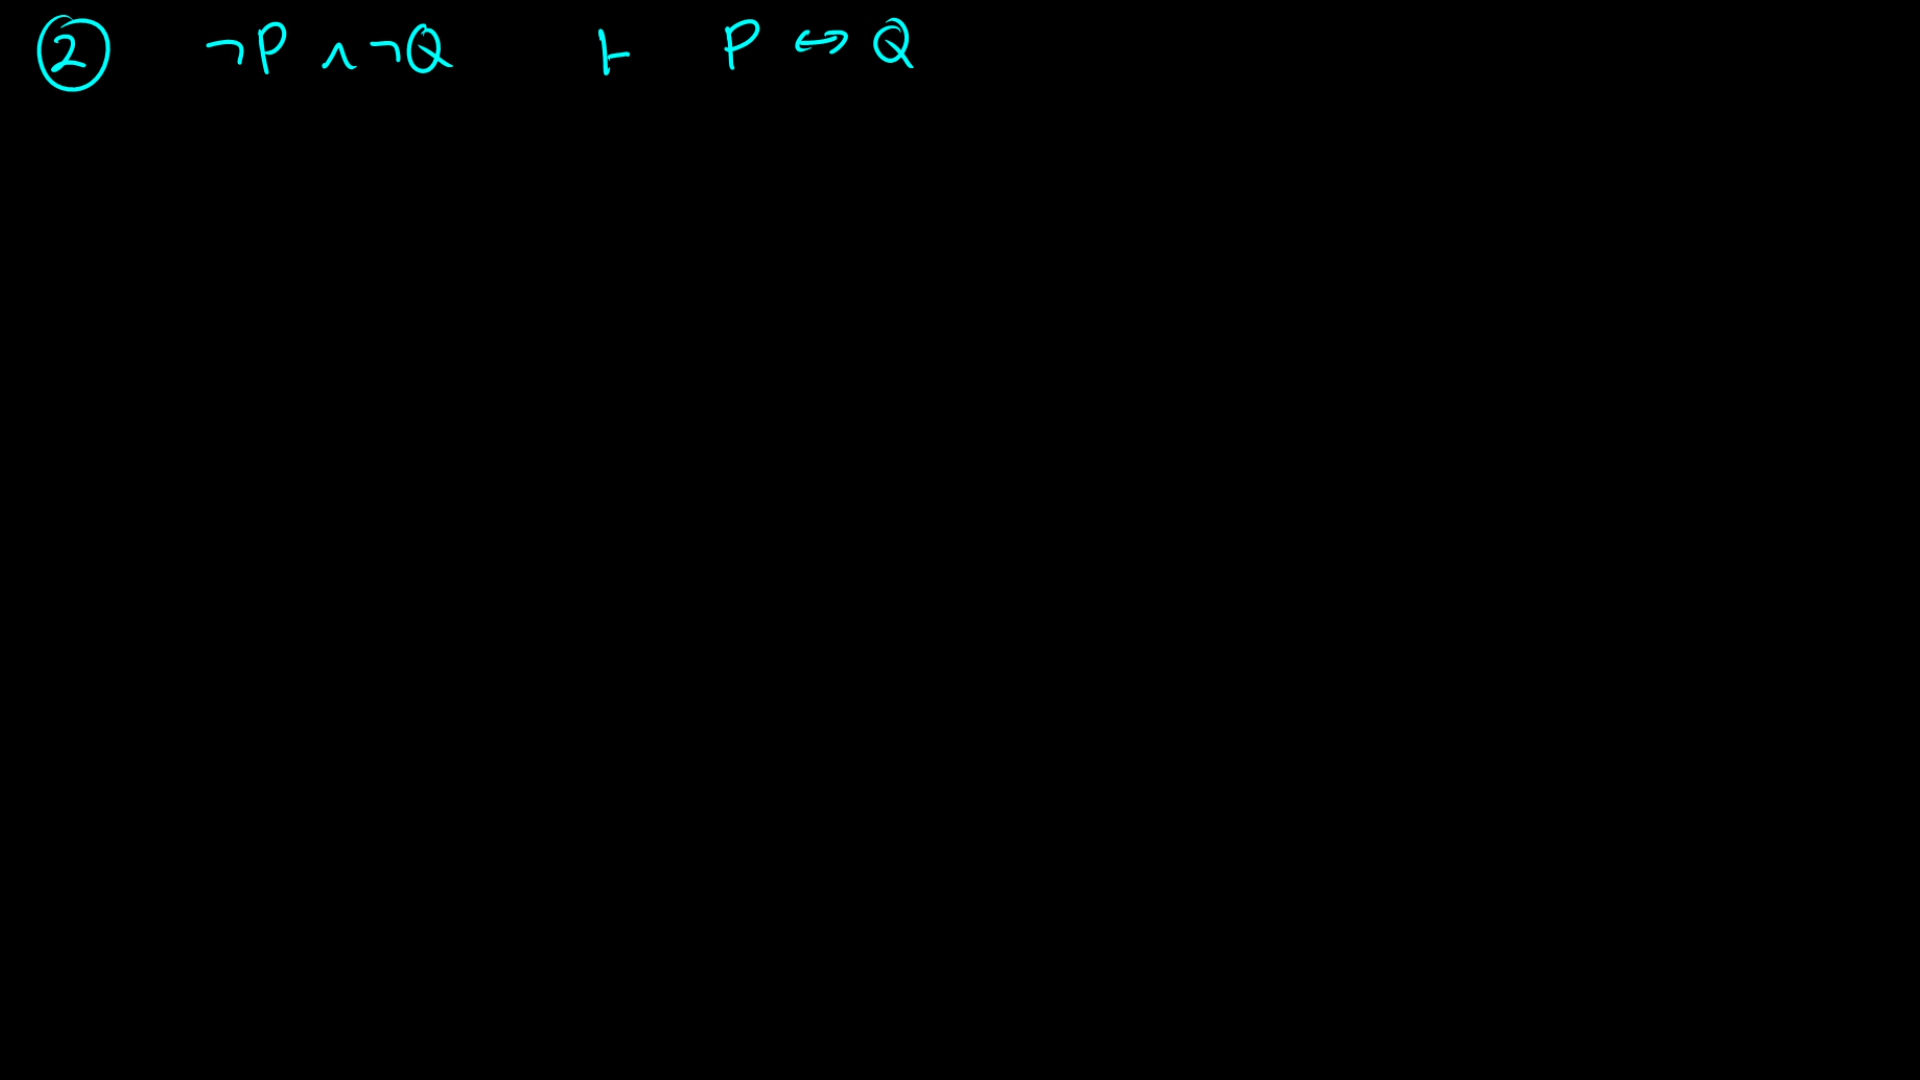 ② ¬P ∧ ¬Q ⊢ P ↔ Q